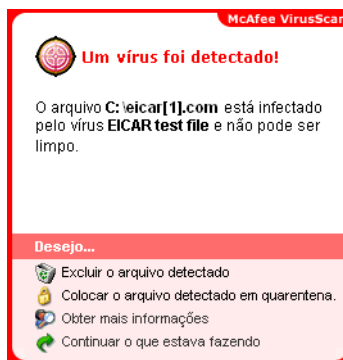 McAfee VirusScan
Um vírus foi detectado!
O arquivo C:\eicar[1].com está infectado
pelo vírus EICAR test file e não pode ser
limpo.
Desejo...
Excluir o arquivo detectado
Colocar o arquivo detectado em quarentena.
Obter mais informações
Continuar o que estava fazendo